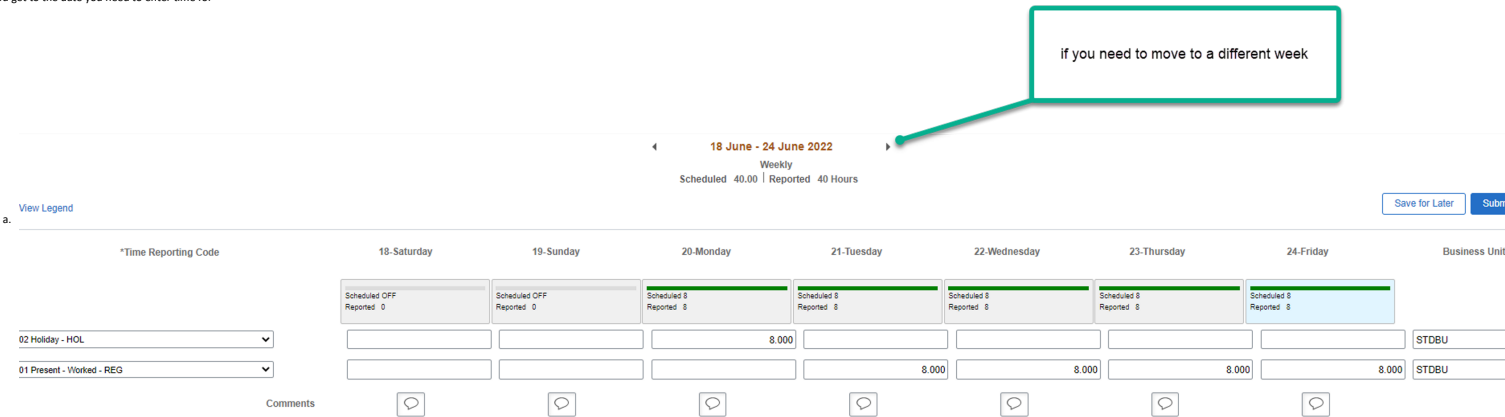 if you need to move to a different week
18 June - 24 June 2022
Weekly
Scheduled 40.00 | Reported 40 Hours
View Legend
Save for Later
a.
*Time Reporting Code 18-Saturday 19-Sunday 20-Monday 21-Tuesday 22-Wednesday 23-Thursday 24-Friday Business Unit
Scheduled OFF Scheduled OFF Scheduled 8 Scheduled 8 Scheduled 8 Scheduled 8 Scheduled 8
Reported 0 Reported 0 Reported 8 Reported 8 Reported 8 Reported 8 Reported 8
02 Holiday - HOL 8.000 STDBU
01 Present - Worked - REG 8.000 8.000 8.000 8.000 STDBU
Comments